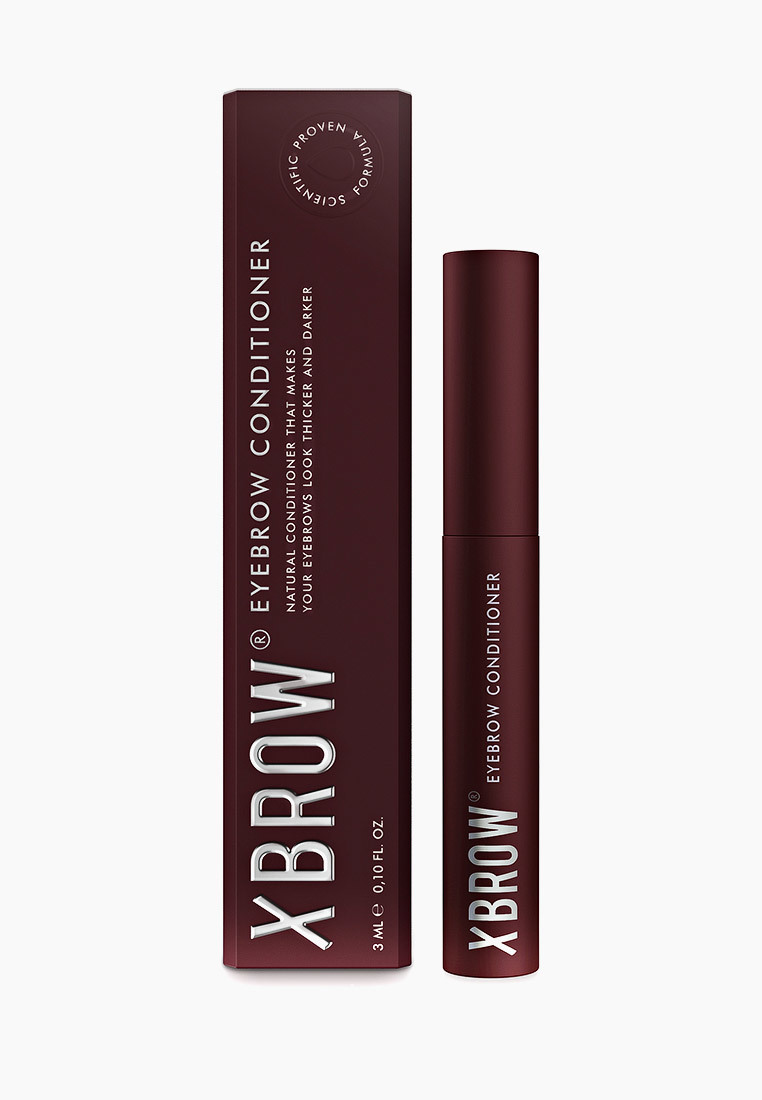 SCIENTIFIC PROVEN FORMULA
XBROW® EYEBROW CONDITIONER
NATURAL CONDITIONER THAT MAKES
YOUR EYEBROWS LOOK THICKER AND DARKER
3 ML ℮ 0,10 FL. OZ.
XBROW® EYEBROW CONDITIONER